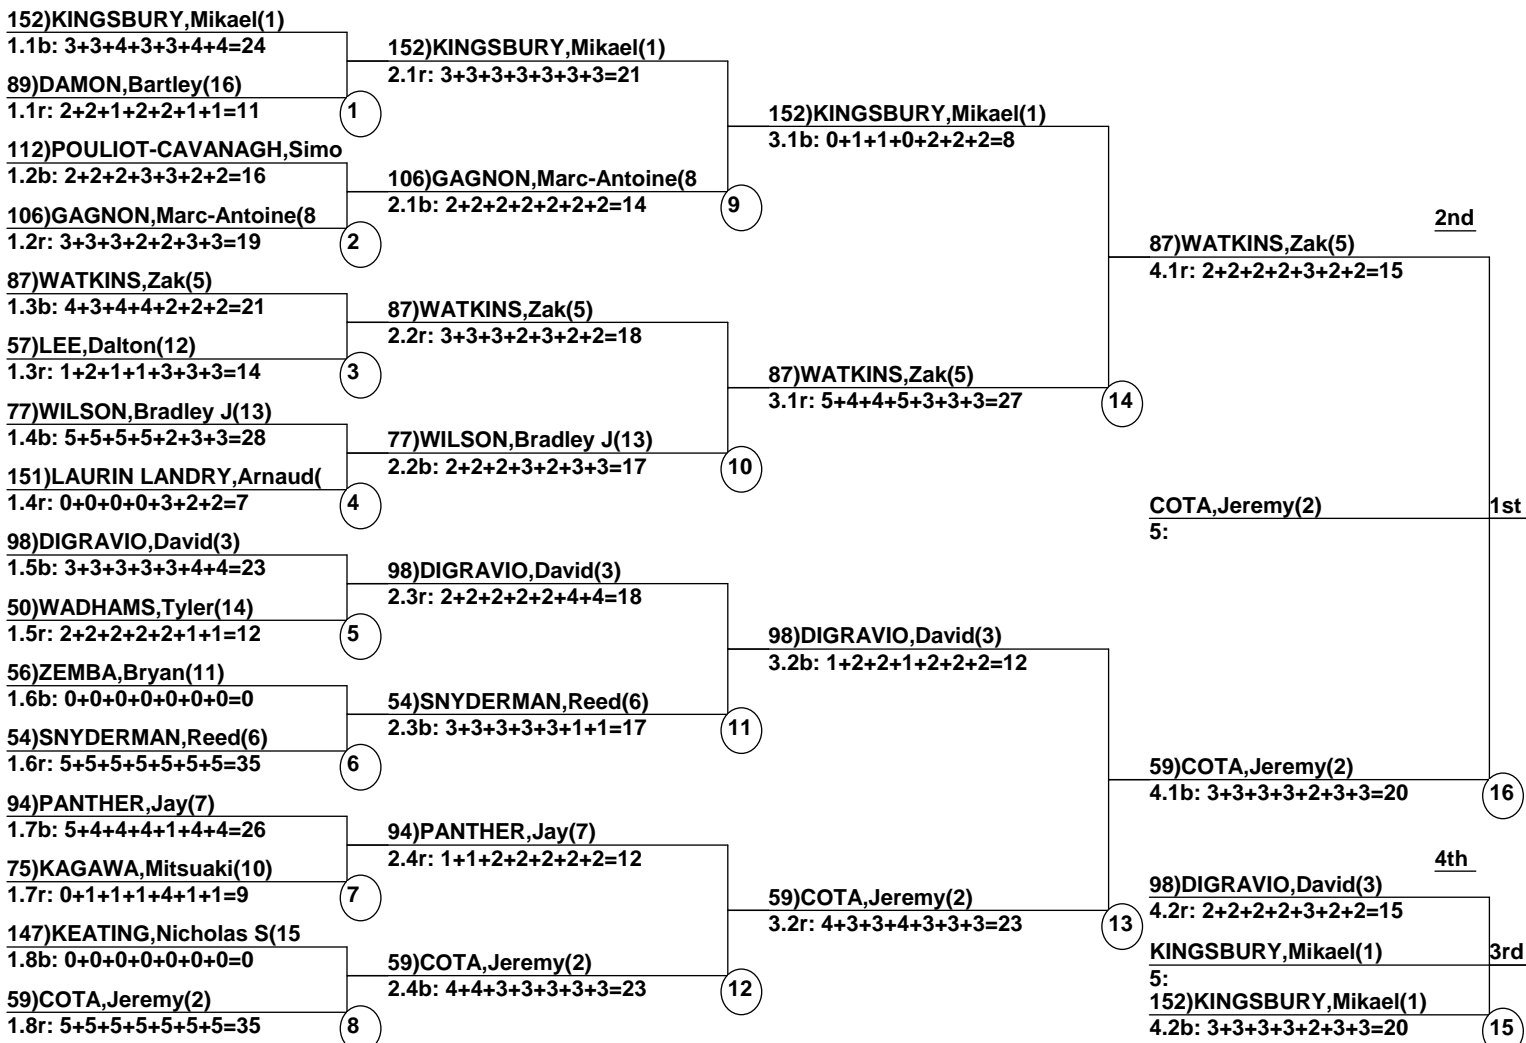 152)KINGSBURY,Mikael(1)
1.1b: 3+3+4+3+3+4+4=24
89)DAMON,Bartley(16)
1.1r: 2+2+1+2+2+1+1=11
1
112)POULIOT-CAVANAGH,Simo
1.2b: 2+2+2+3+3+2+2=16
106)GAGNON,Marc-Antoine(8
1.2r: 3+3+3+2+2+3+3=19
2
87)WATKINS,Zak(5)
1.3b: 4+3+4+4+2+2+2=21
57)LEE,Dalton(12)
1.3r: 1+2+1+1+3+3+3=14
3
77)WILSON,Bradley J(13)
1.4b: 5+5+5+5+2+3+3=28
151)LAURIN LANDRY,Arnaud(
1.4r: 0+0+0+0+3+2+2=7
4
98)DIGRAVIO,David(3)
1.5b: 3+3+3+3+3+4+4=23
50)WADHAMS,Tyler(14)
1.5r: 2+2+2+2+2+1+1=12
5
56)ZEMBA,Bryan(11)
1.6b: 0+0+0+0+0+0+0=0
54)SNYDERMAN,Reed(6)
1.6r: 5+5+5+5+5+5+5=35
6
94)PANTHER,Jay(7)
1.7b: 5+4+4+4+1+4+4=26
75)KAGAWA,Mitsuaki(10)
1.7r: 0+1+1+1+4+1+1=9
7
147)KEATING,Nicholas S(15
1.8b: 0+0+0+0+0+0+0=0
59)COTA,Jeremy(2)
1.8r: 5+5+5+5+5+5+5=35
8
152)KINGSBURY,Mikael(1)
2.1r: 3+3+3+3+3+3+3=21
106)GAGNON,Marc-Antoine(8
2.1b: 2+2+2+2+2+2+2=14
9
87)WATKINS,Zak(5)
2.2r: 3+3+3+2+3+2+2=18
77)WILSON,Bradley J(13)
2.2b: 2+2+2+3+2+3+3=17
10
98)DIGRAVIO,David(3)
2.3r: 2+2+2+2+2+4+4=18
54)SNYDERMAN,Reed(6)
2.3b: 3+3+3+3+3+1+1=17
11
94)PANTHER,Jay(7)
2.4r: 1+1+2+2+2+2+2=12
59)COTA,Jeremy(2)
2.4b: 4+4+3+3+3+3+3=23
12
152)KINGSBURY,Mikael(1)
3.1b: 0+1+1+0+2+2+2=8
87)WATKINS,Zak(5)
3.1r: 5+4+4+5+3+3+3=27
14
98)DIGRAVIO,David(3)
3.2b: 1+2+2+1+2+2+2=12
59)COTA,Jeremy(2)
3.2r: 4+3+3+4+3+3+3=23
13
2nd
87)WATKINS,Zak(5)
4.1r: 2+2+2+2+3+2+2=15
COTA,Jeremy(2)
1st
5:
59)COTA,Jeremy(2)
4.1b: 3+3+3+3+2+3+3=20
16
4th
98)DIGRAVIO,David(3)
4.2r: 2+2+2+2+3+2+2=15
KINGSBURY,Mikael(1)
3rd
5:
152)KINGSBURY,Mikael(1)
4.2b: 3+3+3+3+2+3+3=20
15